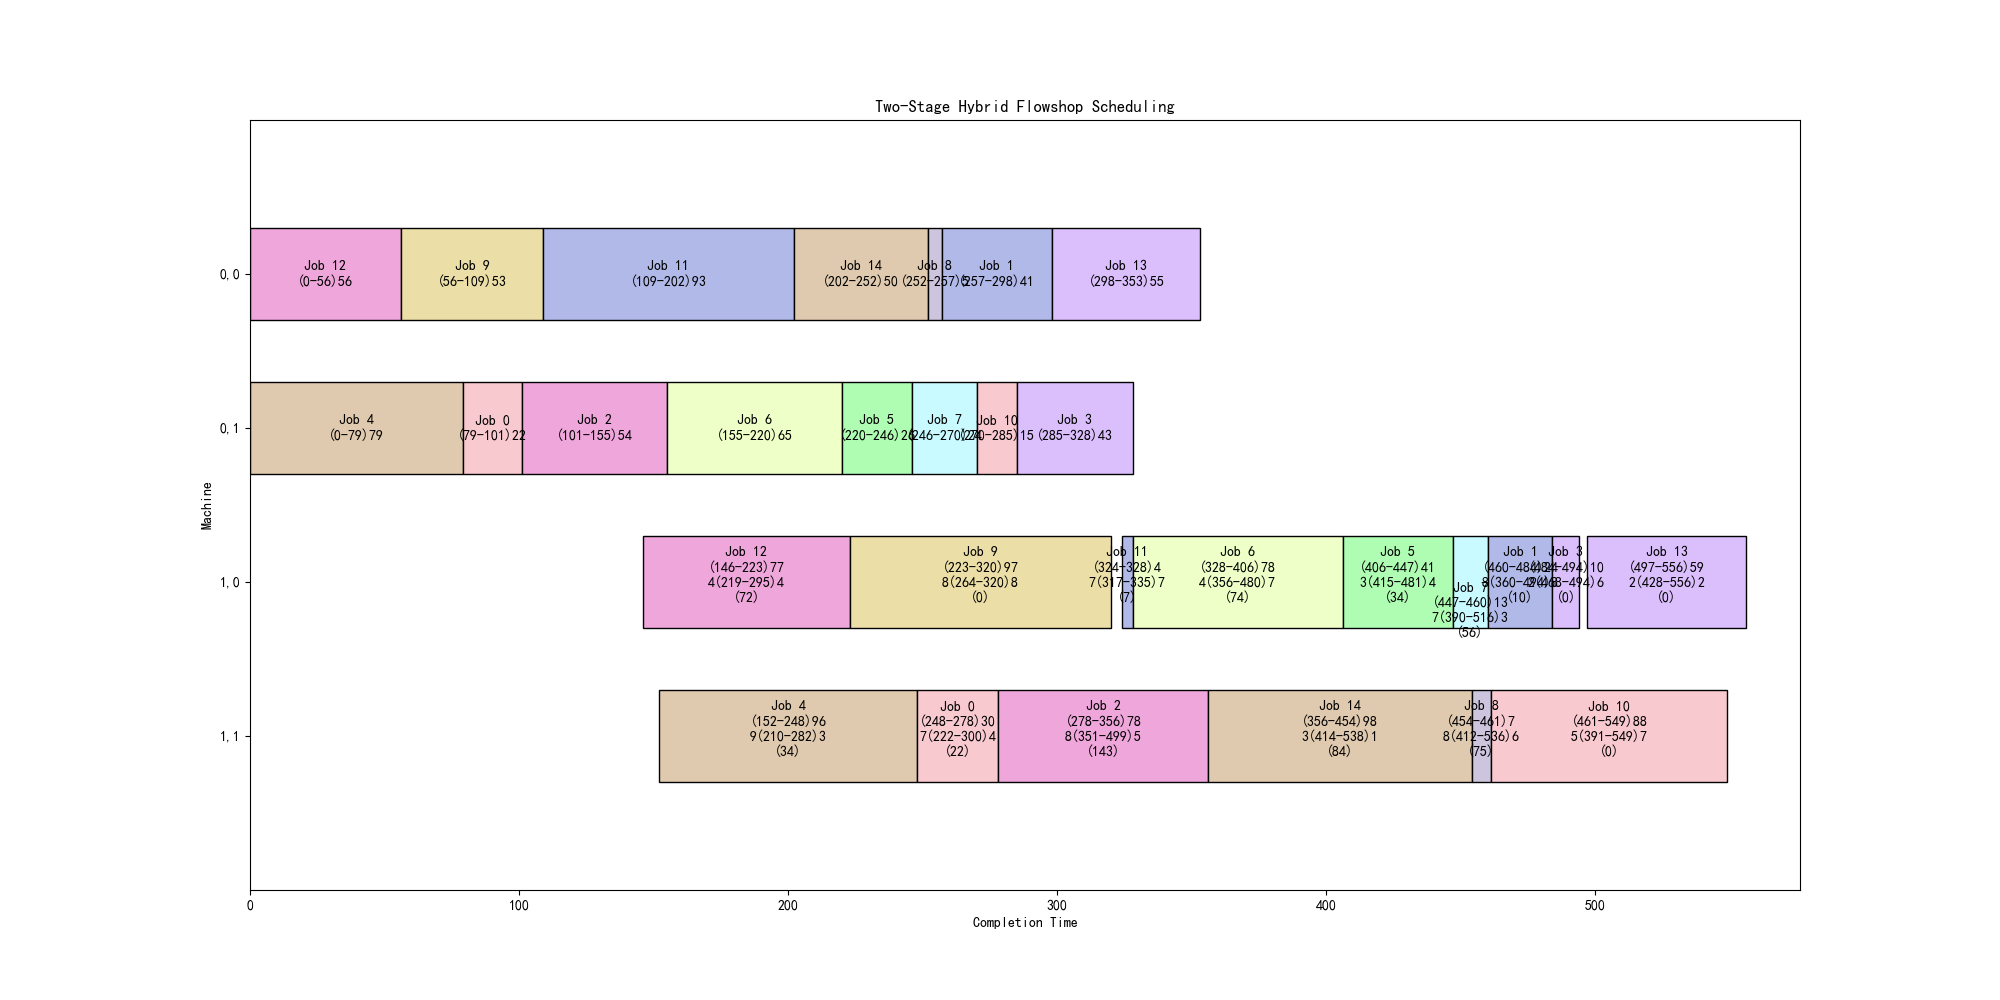 Two-Stage Hybrid Flowshop Scheduling
0,0
Job 12
(0-56)56
Job 9
(56-109)53
Job 11
(109-202)93
Job 14
(202-252)50
Job 8
(252-257)5
Job 1
(257-298)41
Job 13
(298-353)55
0,1
Job 4
(0-79)79
Job 0
(79-101)22
Job 2
(101-155)54
Job 6
(155-220)65
Job 5
(220-246)26
Job 7
(246-270)24
Job 10
(270-285)15
Job 3
(285-328)43
Machine
1,0
Job 12
(146-223)77
4(219-295)4
(72)
Job 9
(223-320)97
8(264-320)8
(0)
Job 11
(324-328)4
7(317-335)7
(7)
Job 6
(328-406)78
4(356-480)7
(74)
Job 5
(406-447)41
3(415-481)4
(34)
Job 7
(447-460)13
7(390-516)3
(56)
Job 1
(460-484)24
(10)
Job 3
(484-494)10
(0)
Job 13
(497-556)59
2(428-556)2
(0)
1,1
Job 4
(152-248)96
9(210-282)3
(34)
Job 0
(248-278)30
7(222-300)4
(22)
Job 2
(278-356)78
8(351-499)5
(143)
Job 14
(356-454)98
3(414-538)1
(84)
Job 8
(454-461)7
8(412-536)6
(75)
Job 10
(461-549)88
5(391-549)7
(0)
0
100
200
300
400
500
Completion Time